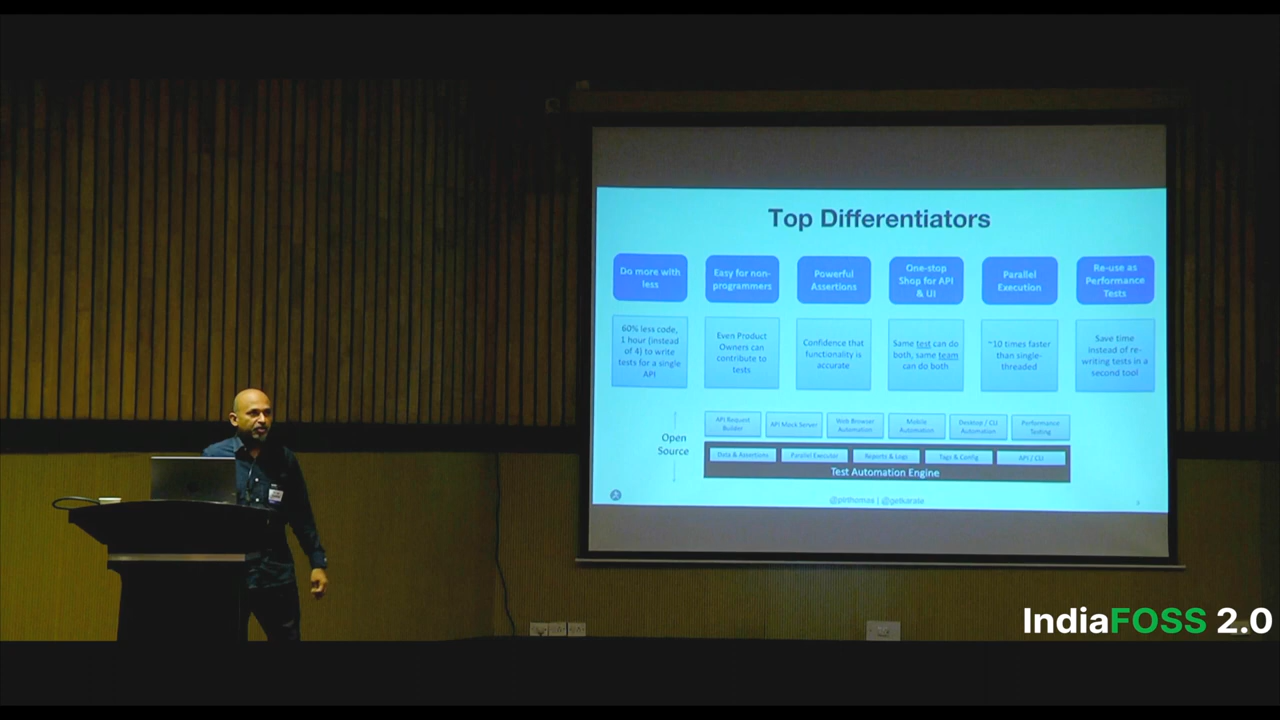 Top Differentiators
Do more with
less
Easy for non-
programmers
Powerful
Assertions
One-stop
Shop for API
& UI
Parallel
Execution
Re-use as
Performance
Tests
60% less code,
1 hour (instead
of 4) to write
tests for a single
API
Even Product
Owners can
contribute to
tests
Confidence that
functionality is
accurate
Same test can do
both, same team
can do both
~10 times faster
than single-
threaded
Save time
instead of re-
writing tests in a
second tool
Open
Source
API Request
Builder
API Mock Server
Web Browser
Automation
Mobile
Automation
Desktop / CLI
Automation
Performance
Testing
Data & Assertions
Parallel Executor
Reports & Logs
Tags & Config
API / CLI
Test Automation Engine
@ptrthomas | @getkarate
IndiaFOSS 2.0